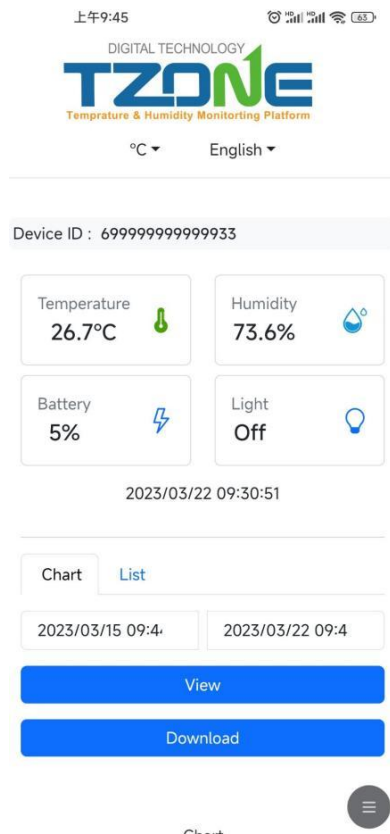 上午9:45
HD HD 63
DIGITAL TECHNOLOGY
TZONE
Temprature & Humidity Monitorting Platform
°C English
Device ID : 699999999999933
Temperature
26.7°C
Humidity
73.6%
Battery
5%
Light
Off
2023/03/22 09:30:51
Chart List
2023/03/15 09:4 2023/03/22 09:4
View
Download
Chart